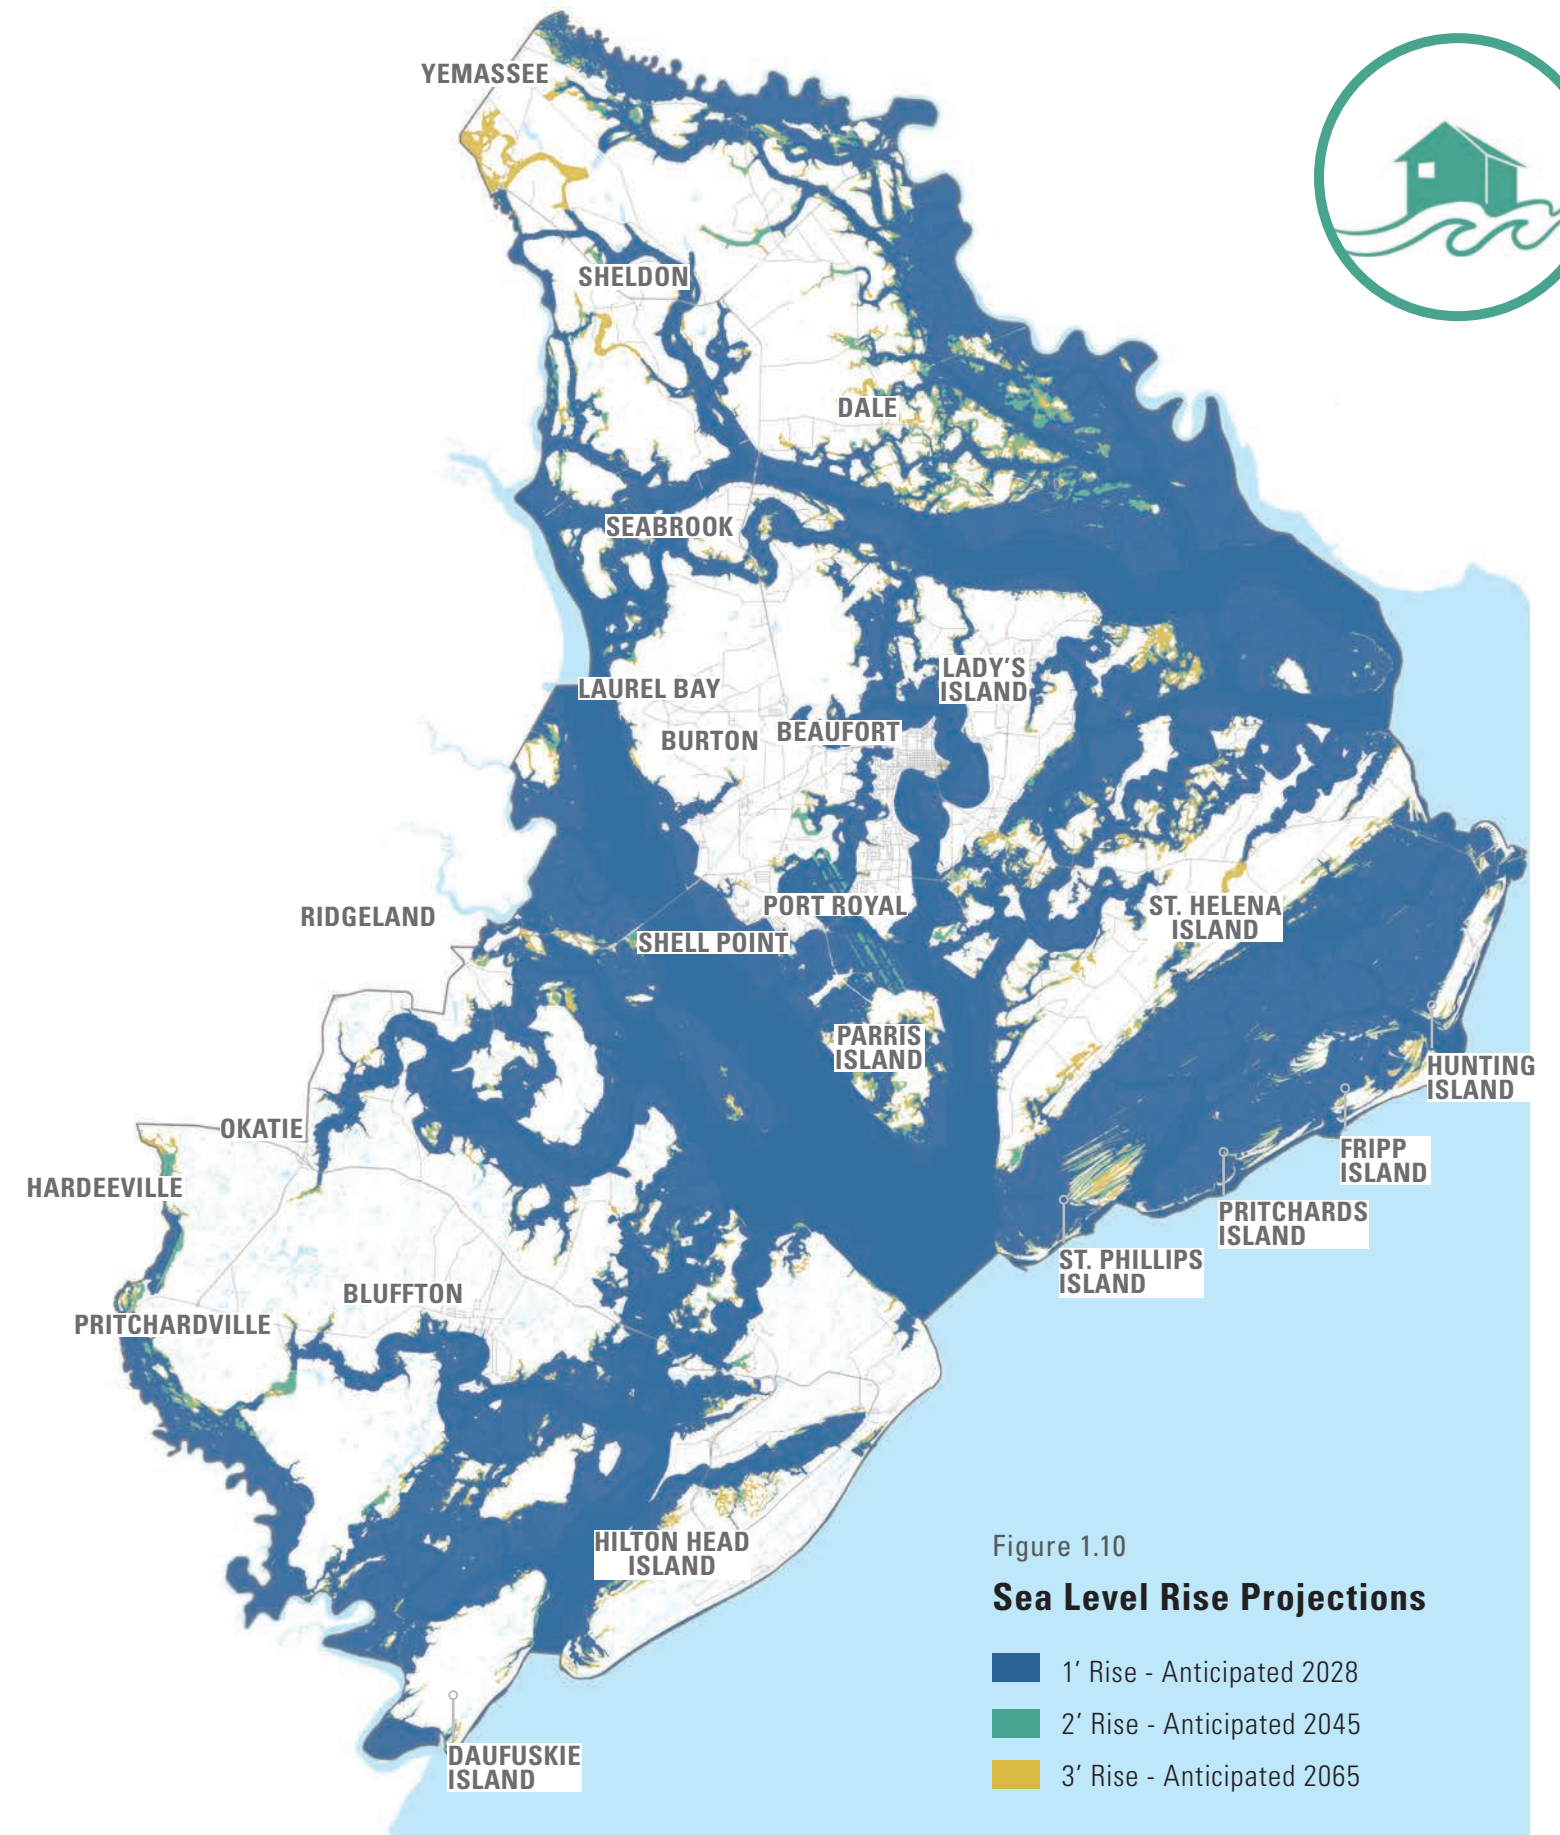 YEMASSEE
SHELDON
DALE
SEABROOK
LADY'S
ISLAND
LAUREL BAY
BEAUFORT
BURTON
PORT ROYAL
ST. HELENA
ISLAND
RIDGELAND
SHELL POINT
PARRIS
ISLAND
HUNTING
ISLAND
OKATIE
FRIPP
ISLAND
HARDEEVILLE
PRITCHARDS
ISLAND
ST. PHILLIPS
ISLAND
BLUFFTON
PRITCHARDVILLE
HILTON HEAD
ISLAND
DAUFUSKIE
ISLAND
Figure 1.10
Sea Level Rise Projections
1' Rise - Anticipated 2028
2' Rise - Anticipated 2045
3' Rise - Anticipated 2065